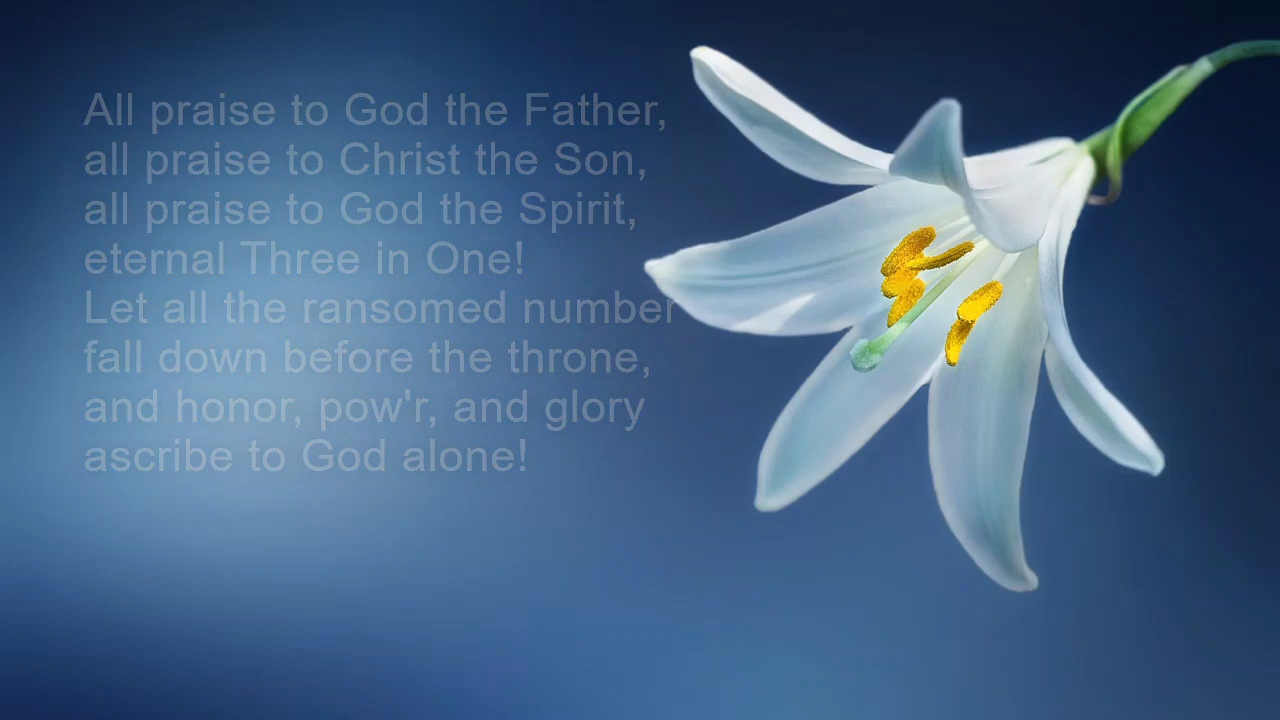 All praise to God the Father,
all praise to Christ the Son,
all praise to God the Spirit,
eternal Three in One!
Let all the ransomed number
fall down before the throne,
and honor, pow'r, and glory
ascribe to God alone!